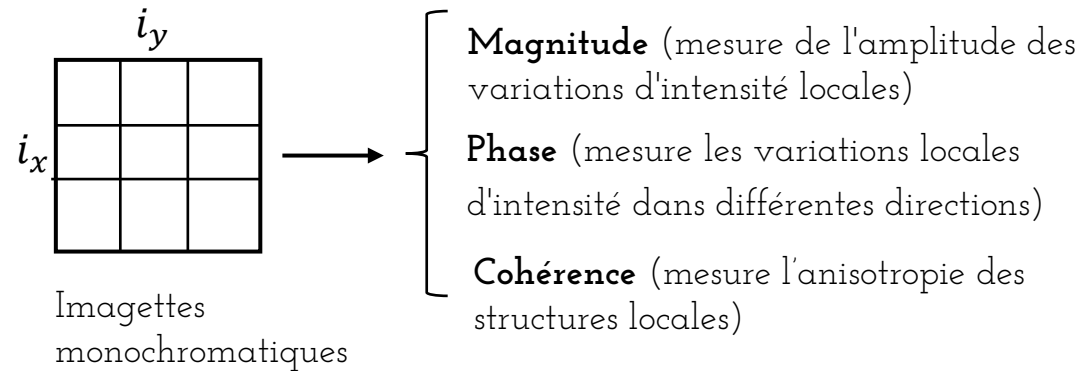 i_y
i_x
Imagettes
monochromatiques
Magnitude (mesure de l'amplitude des
variations d'intensité locales)
Phase (mesure les variations locales
d'intensité dans différentes directions)
Cohérence (mesure l’anisotropie des
structures locales)